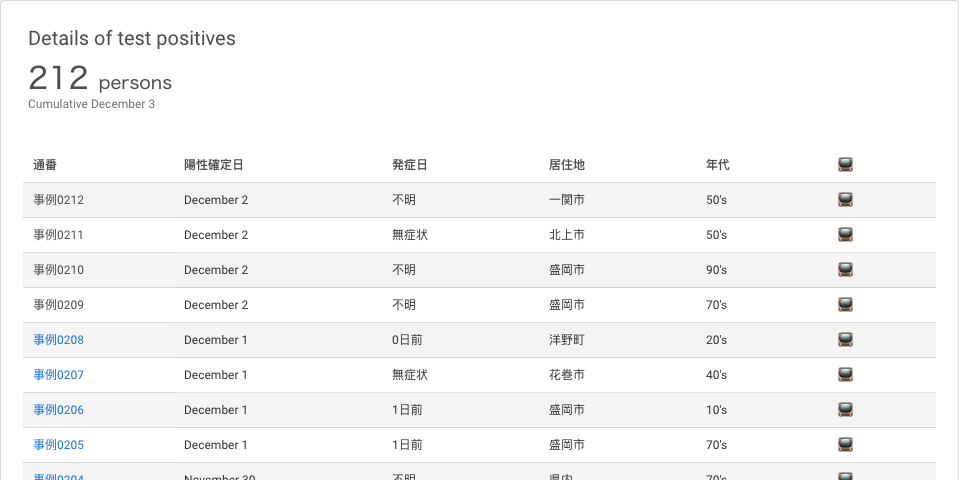 Details of test positives
212 persons
Cumulative December 3
通番 陽性確定日 発症日 居住地 年代
事例0212 December 2 不明 一関市 50's
事例0211 December 2 無症状 北上市 50's
事例0210 December 2 不明 盛岡市 90's
事例0209 December 2 不明 盛岡市 70's
事例0208 December 1 0日前 洋野町 20's
事例0207 December 1 無症状 花巻市 40's
事例0206 December 1 1日前 盛岡市 10's
事例0205 December 1 1日前 盛岡市 70's
事例0204 November 30 不明 県内 70's